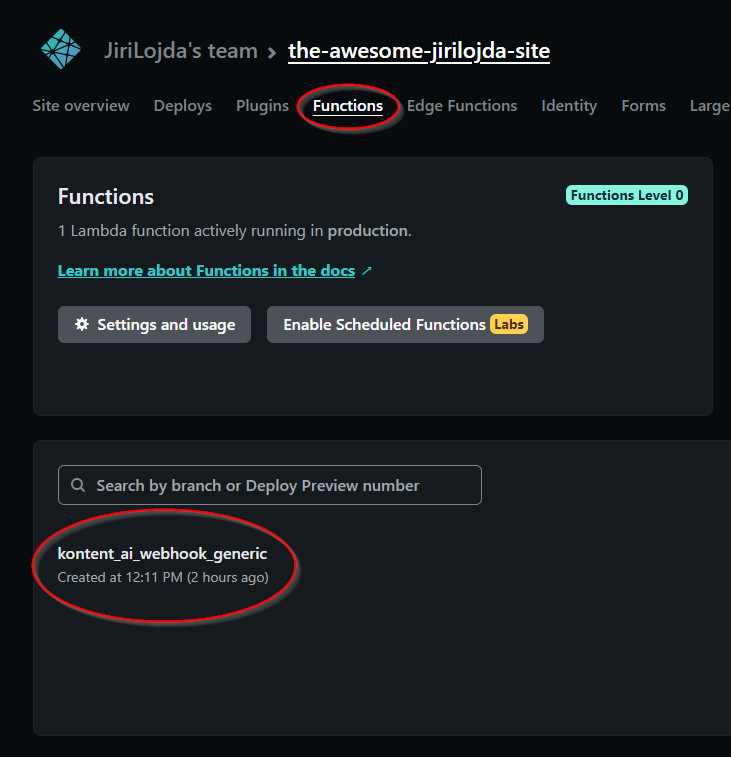 JiriLojda's team > the-awesome-jirilojda-site
Site overview Deploys Plugins Functions Edge Functions Identity Forms Large
Functions
Functions Level 0
1 Lambda function actively running in production.
Learn more about Functions in the docs ↗
Settings and usage
Enable Scheduled Functions Labs
Search by branch or Deploy Preview number
kontent_ai_webhook_generic
Created at 12:11 PM (2 hours ago)